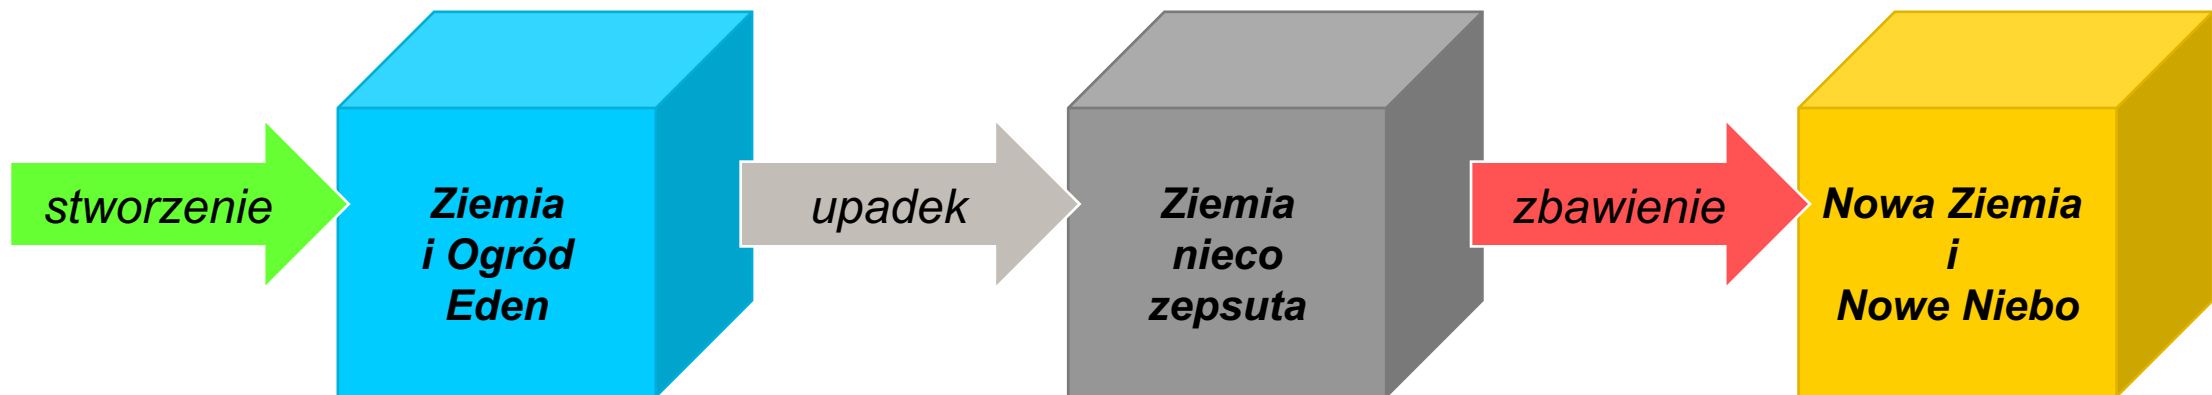 stworzenie
Ziemia
i Ogród
Eden
upadek
Ziemia
nieco
zepsuta
zbawienie
Nowa Ziemia
i
Nowe Niebo